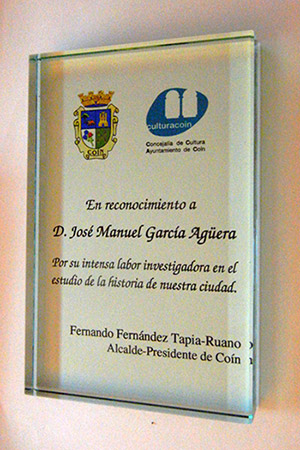 COIN
culturacoín
Concejalía de Cultura
Ayuntamiento de Coín
En reconocimiento a
D. José Manuel García Agüera
Por su intensa labor investigadora en el
estudio de la historia de nuestra ciudad.
Fernando Fernández Tapia-Ruano
Alcalde-Presidente de Coín